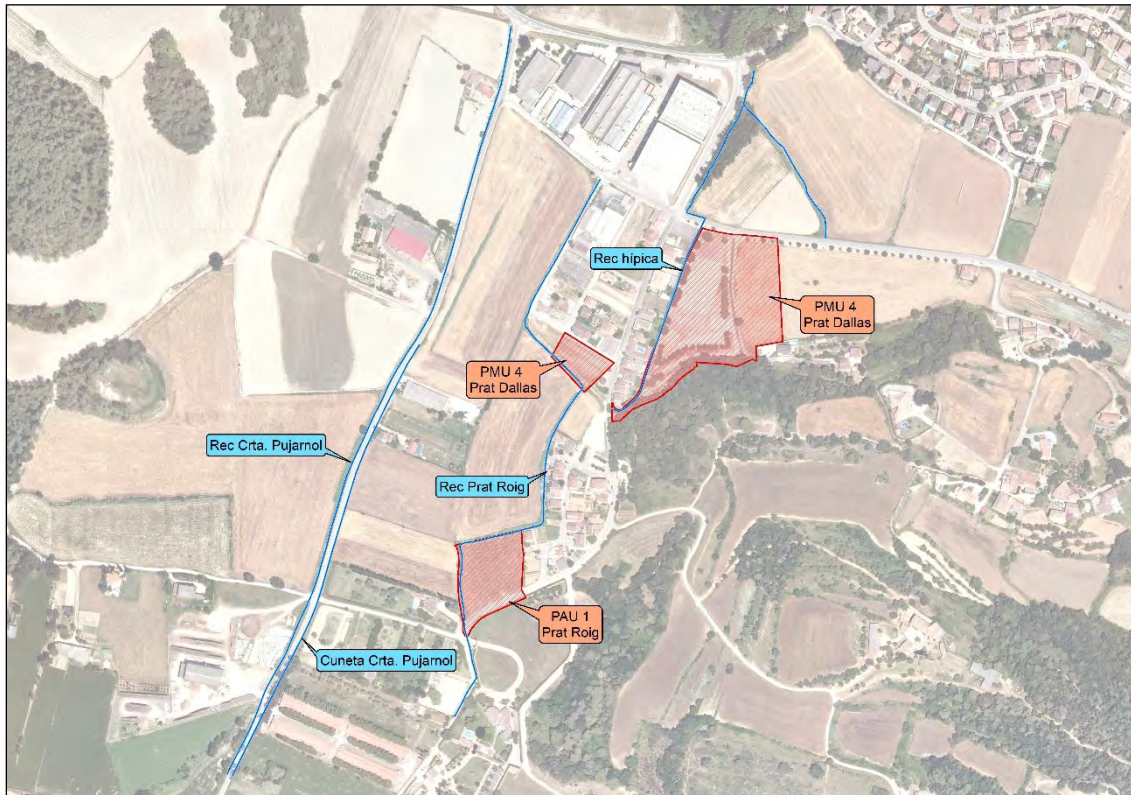 Rec hípica
PMU 4
Prat Dallas
PMU 4
Prat Dallas
Rec Crta. Pujarnol
Rec Prat Roig
PAU 1
Prat Roig
Cuneta Crta. Pujarnol